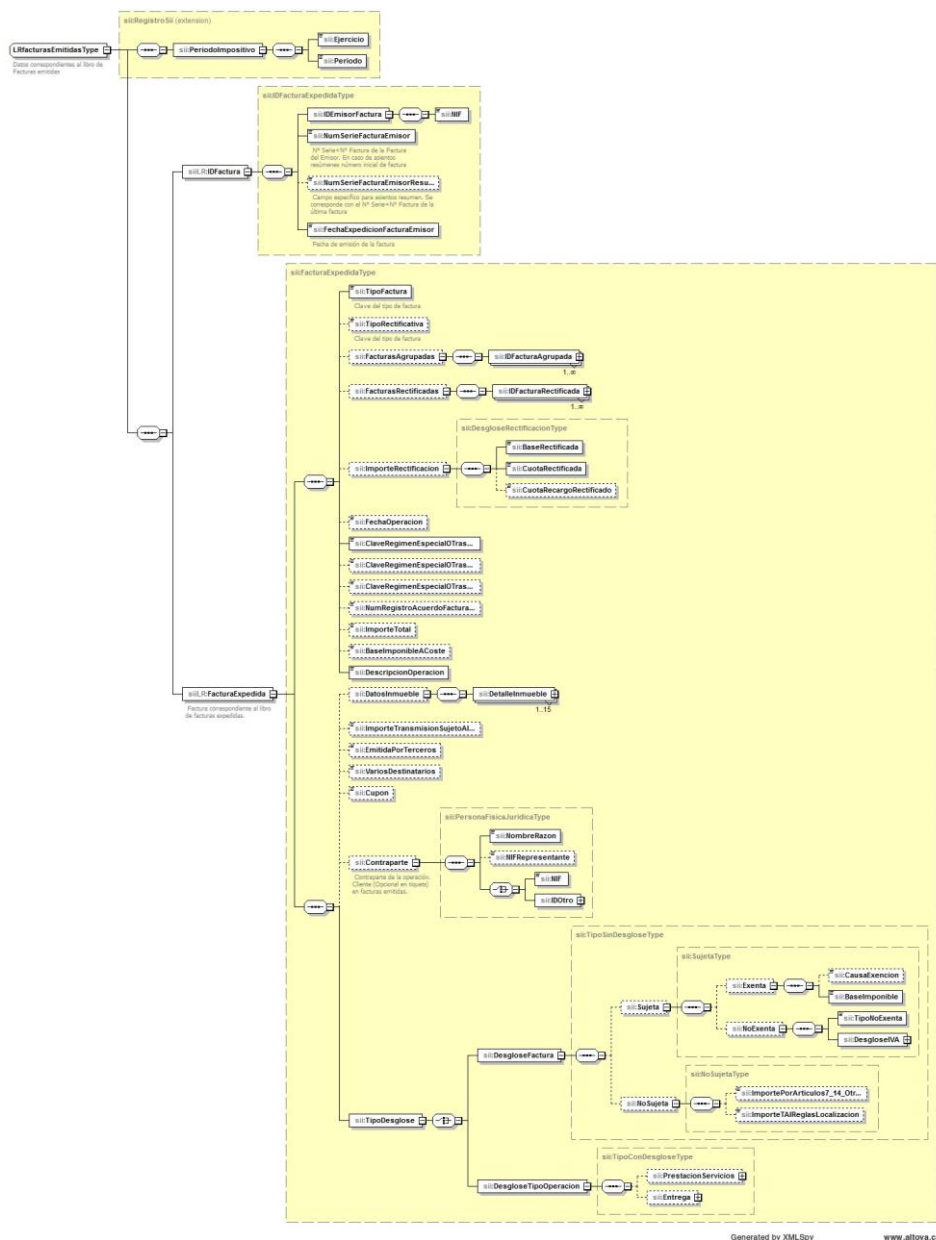 sii:RegistroSii (extension)
LRfacturasEmitidasType
Datos correspondientes al libro de
Facturas emitidas
sii:PeriodoImpositivo
sii:Ejercicio
sii:Periodo
sii:IDFacturaExpedidaType
siiLR:IDFactura
sii:IDEmisorFactura
sii:NIF
sii:NumSerieFacturaEmisor
Nº Serie+Nº Factura de la Factura
del Emisor. En caso de asientos
resúmenes número inicial de factura
sii:NumSerieFacturaEmisorResu...
Campo especifico para asientos resumen. Se
corresponde con el Nº Serie+Nº Factura de la
última factura
sii:FechaExpedicionFacturaEmisor
Fecha de emisión de la factura
sii:FacturaExpedidaType
sii:TipoFactura
Clave del tipo de factura
sii:TipoRectificativa
Clave del tipo de factura
sii:FacturasAgrupadas
sii:IDFacturaAgrupada
1..∞
sii:FacturasRectificadas
sii:IDFacturaRectificada
1..∞
sii:DesgloseRectificacionType
sii:ImporteRectificacion
sii:BaseRectificada
sii:CuotaRectificada
sii:CuotaRecargoRectificado
sii:FechaOperacion
sii:ClaveRegimenEspecialOTras...
sii:ClaveRegimenEspecialOTras...
sii:ClaveRegimenEspecialOTras...
sii:NumRegistroAcuerdoFactura...
sii:ImporteTotal
sii:BaseImponibleACoste
sii:DescripcionOperacion
siiLR:FacturaExpedida
Factura correspondiente al libro
de facturas expedidas.
sii:DatosInmueble
sii:DetalleInmueble
1..15
sii:ImporteTransmisionSujetoAI...
sii:EmitidaPorTerceros
sii:VariosDestinatarios
sii:Cupon
sii:PersonaFisicaJuridicaType
sii:Contraparte
Contraparte de la operación.
Cliente (Opcional en tiquets)
en facturas emitidas.
sii:NombreRazon
sii:NIFRepresentante
sii:NIF
sii:IDOtro
sii:TipoSinDesgloseType
sii:SujetaType
sii:Sujeta
sii:Exenta
sii:CausaExencion
sii:BaseImponible
sii:NoExenta
sii:TipoNoExenta
sii:DesgloseIVA
sii:DesgloseFactura
sii:NoSujetaType
sii:NoSujeta
sii:ImportePorArticulos7_14_Otr...
sii:ImporteTAIReglasLocalizacion
sii:TipoDesglose
sii:TipoConDesgloseType
sii:DesgloseTipoOperacion
sii:PrestacionServicios
sii:Entrega
Generated by XMLSpy
www.altova.c